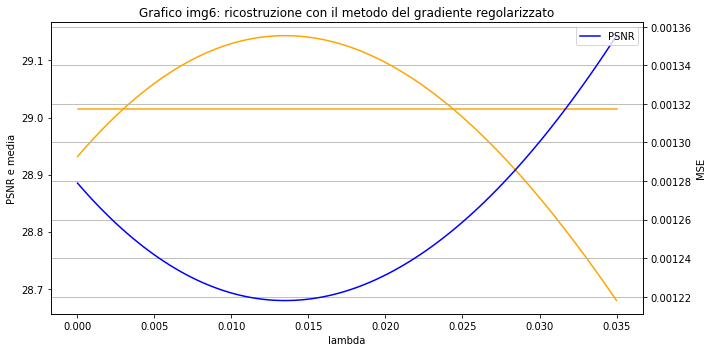 Grafico img6: ricostruzione con il metodo del gradiente regolarizzato
PSNR
PSNR e media
29.1
29.0
28.9
28.8
28.7
0.00136
0.00134
0.00132
0.00130
0.00128
0.00126
0.00124
0.00122
MSE
0.000 0.005 0.010 0.015 0.020 0.025 0.030 0.035
lambda